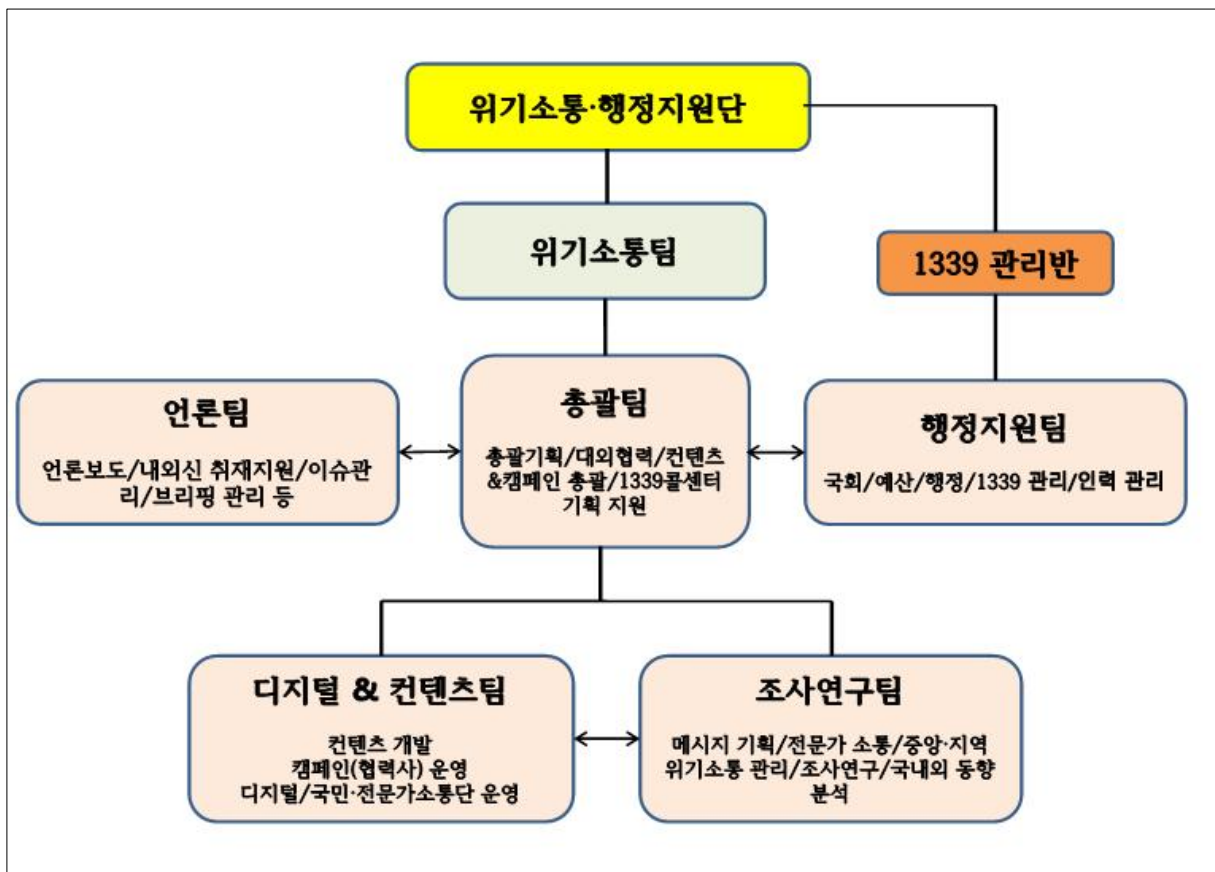 위기소통·행정지원단
위기소통팀
1339 관리반
언론팀
언론보도/내외신 취재지원/이슈관
리/브리핑 관리 등
총괄팀
총괄기획/대외협력/컨텐츠
&캠페인 총괄/1339콜센터
기획 지원
행정지원팀
국회/예산/행정/1339 관리/인력 관리
디지털 & 컨텐츠팀
컨텐츠 개발
캠페인(협력사) 운영
디지털/국민·전문가소통단 운영
조사연구팀
메시지 기획/전문가 소통/중앙·지역
위기소통 관리/조사연구/국내외 동향
분석